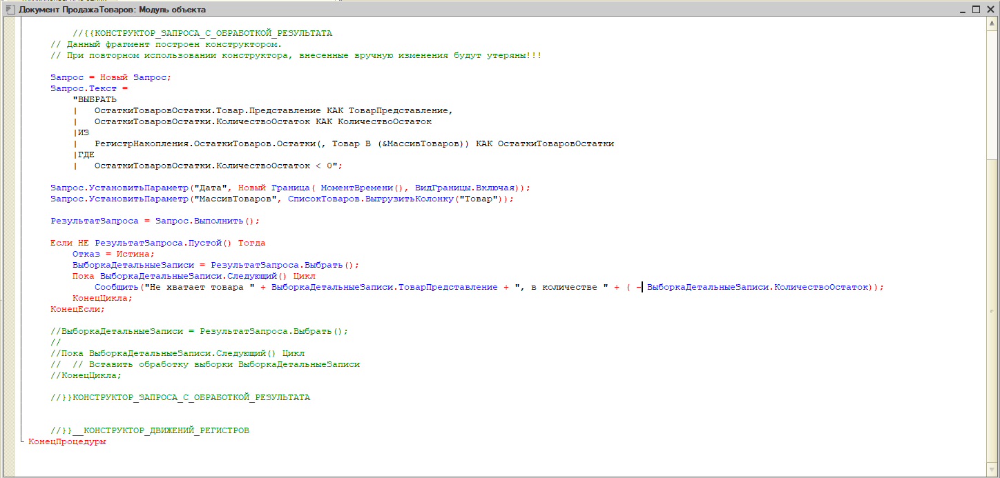 Документ ПродажаТоваров: Модуль объекта
//{{КОНСТРУКТОР_ЗАПРОСА_С_ОБРАБОТКОЙ_РЕЗУЛЬТАТА
// Данный фрагмент построен конструктором.
// При повторном использовании конструктора, внесенные вручную изменения будут утеряны!!!
Запрос = Новый Запрос;
Запрос.Текст =
"ВЫБРАТЬ
|   ОстаткиТоваровОстатки.Товар.Представление КАК ТоварПредставление,
|   ОстаткиТоваровОстатки.КоличествоОстаток КАК КоличествоОстаток
|ИЗ
|   РегистрНакопления.ОстаткиТоваров.Остатки(, Товар В (&МассивТоваров)) КАК ОстаткиТоваровОстатки
|ГДЕ
|   ОстаткиТоваровОстатки.КоличествоОстаток < 0";
Запрос.УстановитьПараметр("Дата", Новый Граница( МоментВремени(), ВидГраницы.Включая));
Запрос.УстановитьПараметр("МассивТоваров", СписокТоваров.ВыгрузитьКолонку("Товар"));
РезультатЗапроса = Запрос.Выполнить();
Если НЕ РезультатЗапроса.Пустой() Тогда
Отказ = Истина;
ВыборкаДетальныеЗаписи = РезультатЗапроса.Выбрать();
Пока ВыборкаДетальныеЗаписи.Следующий() Цикл
Сообщить("Не хватает товара " + ВыборкаДетальныеЗаписи.ТоварПредставление + ", в количестве " + ( - ВыборкаДетальныеЗаписи.КоличествоОстаток));
КонецЦикла;
КонецЕсли;
//ВыборкаДетальныеЗаписи = РезультатЗапроса.Выбрать();
//
//Пока ВыборкаДетальныеЗаписи.Следующий() Цикл
//  // Вставить обработку выборки ВыборкаДетальныеЗаписи
//КонецЦикла;
//}}КОНСТРУКТОР_ЗАПРОСА_С_ОБРАБОТКОЙ_РЕЗУЛЬТАТА
//}}__КОНСТРУКТОР_ДВИЖЕНИЙ_РЕГИСТРОВ
КонецПроцедуры